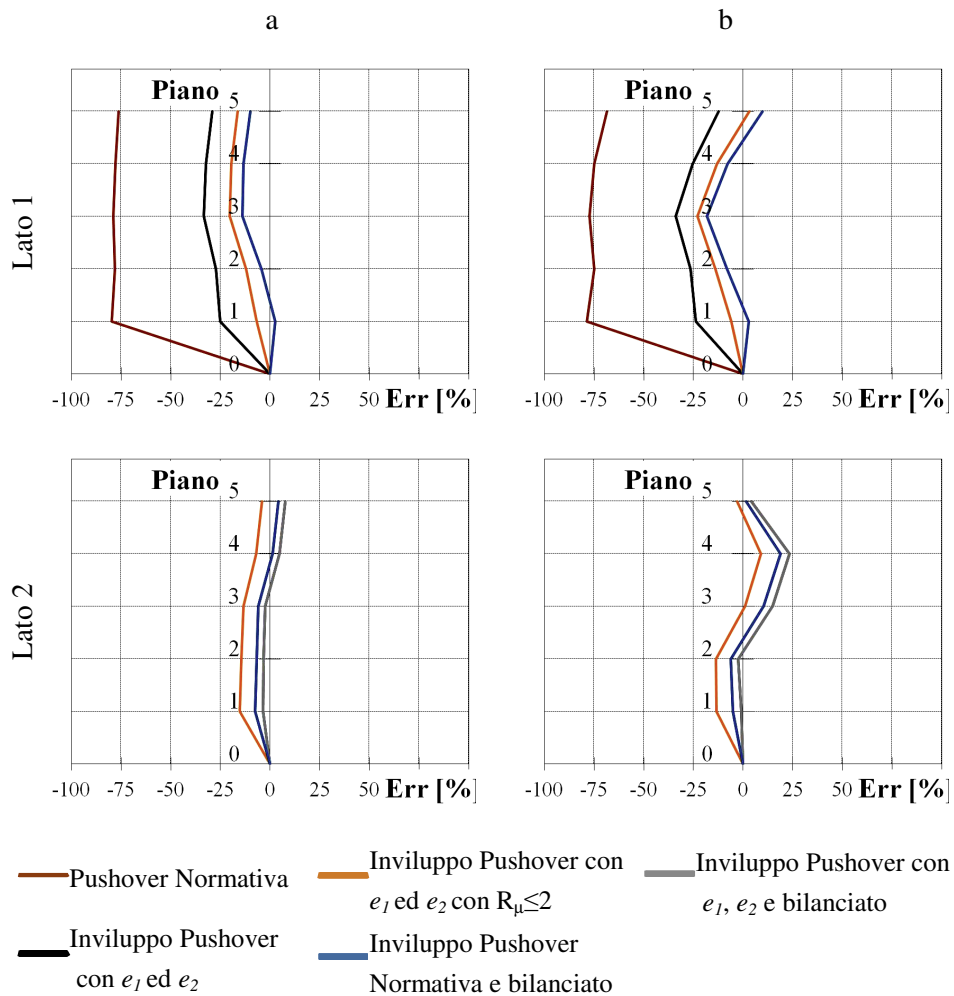 a
b
Piano
5
4
3
2
1
0
Lato 1
-100 -75 -50 -25 0 25 50 Err [%]
Piano
5
4
3
2
1
0
-100 -75 -50 -25 0 25 50 Err [%]
Piano
5
4
3
2
1
0
Lato 2
-100 -75 -50 -25 0 25 50 Err [%]
Piano
5
4
3
2
1
0
-100 -75 -50 -25 0 25 50 Err [%]
Pushover Normativa
Inviluppo Pushover
con e1 ed e2
Inviluppo Pushover con
e1 ed e2 con Rμ≤2
Inviluppo Pushover
Normativa e bilanciato
Inviluppo Pushover con
e1, e2 e bilanciato